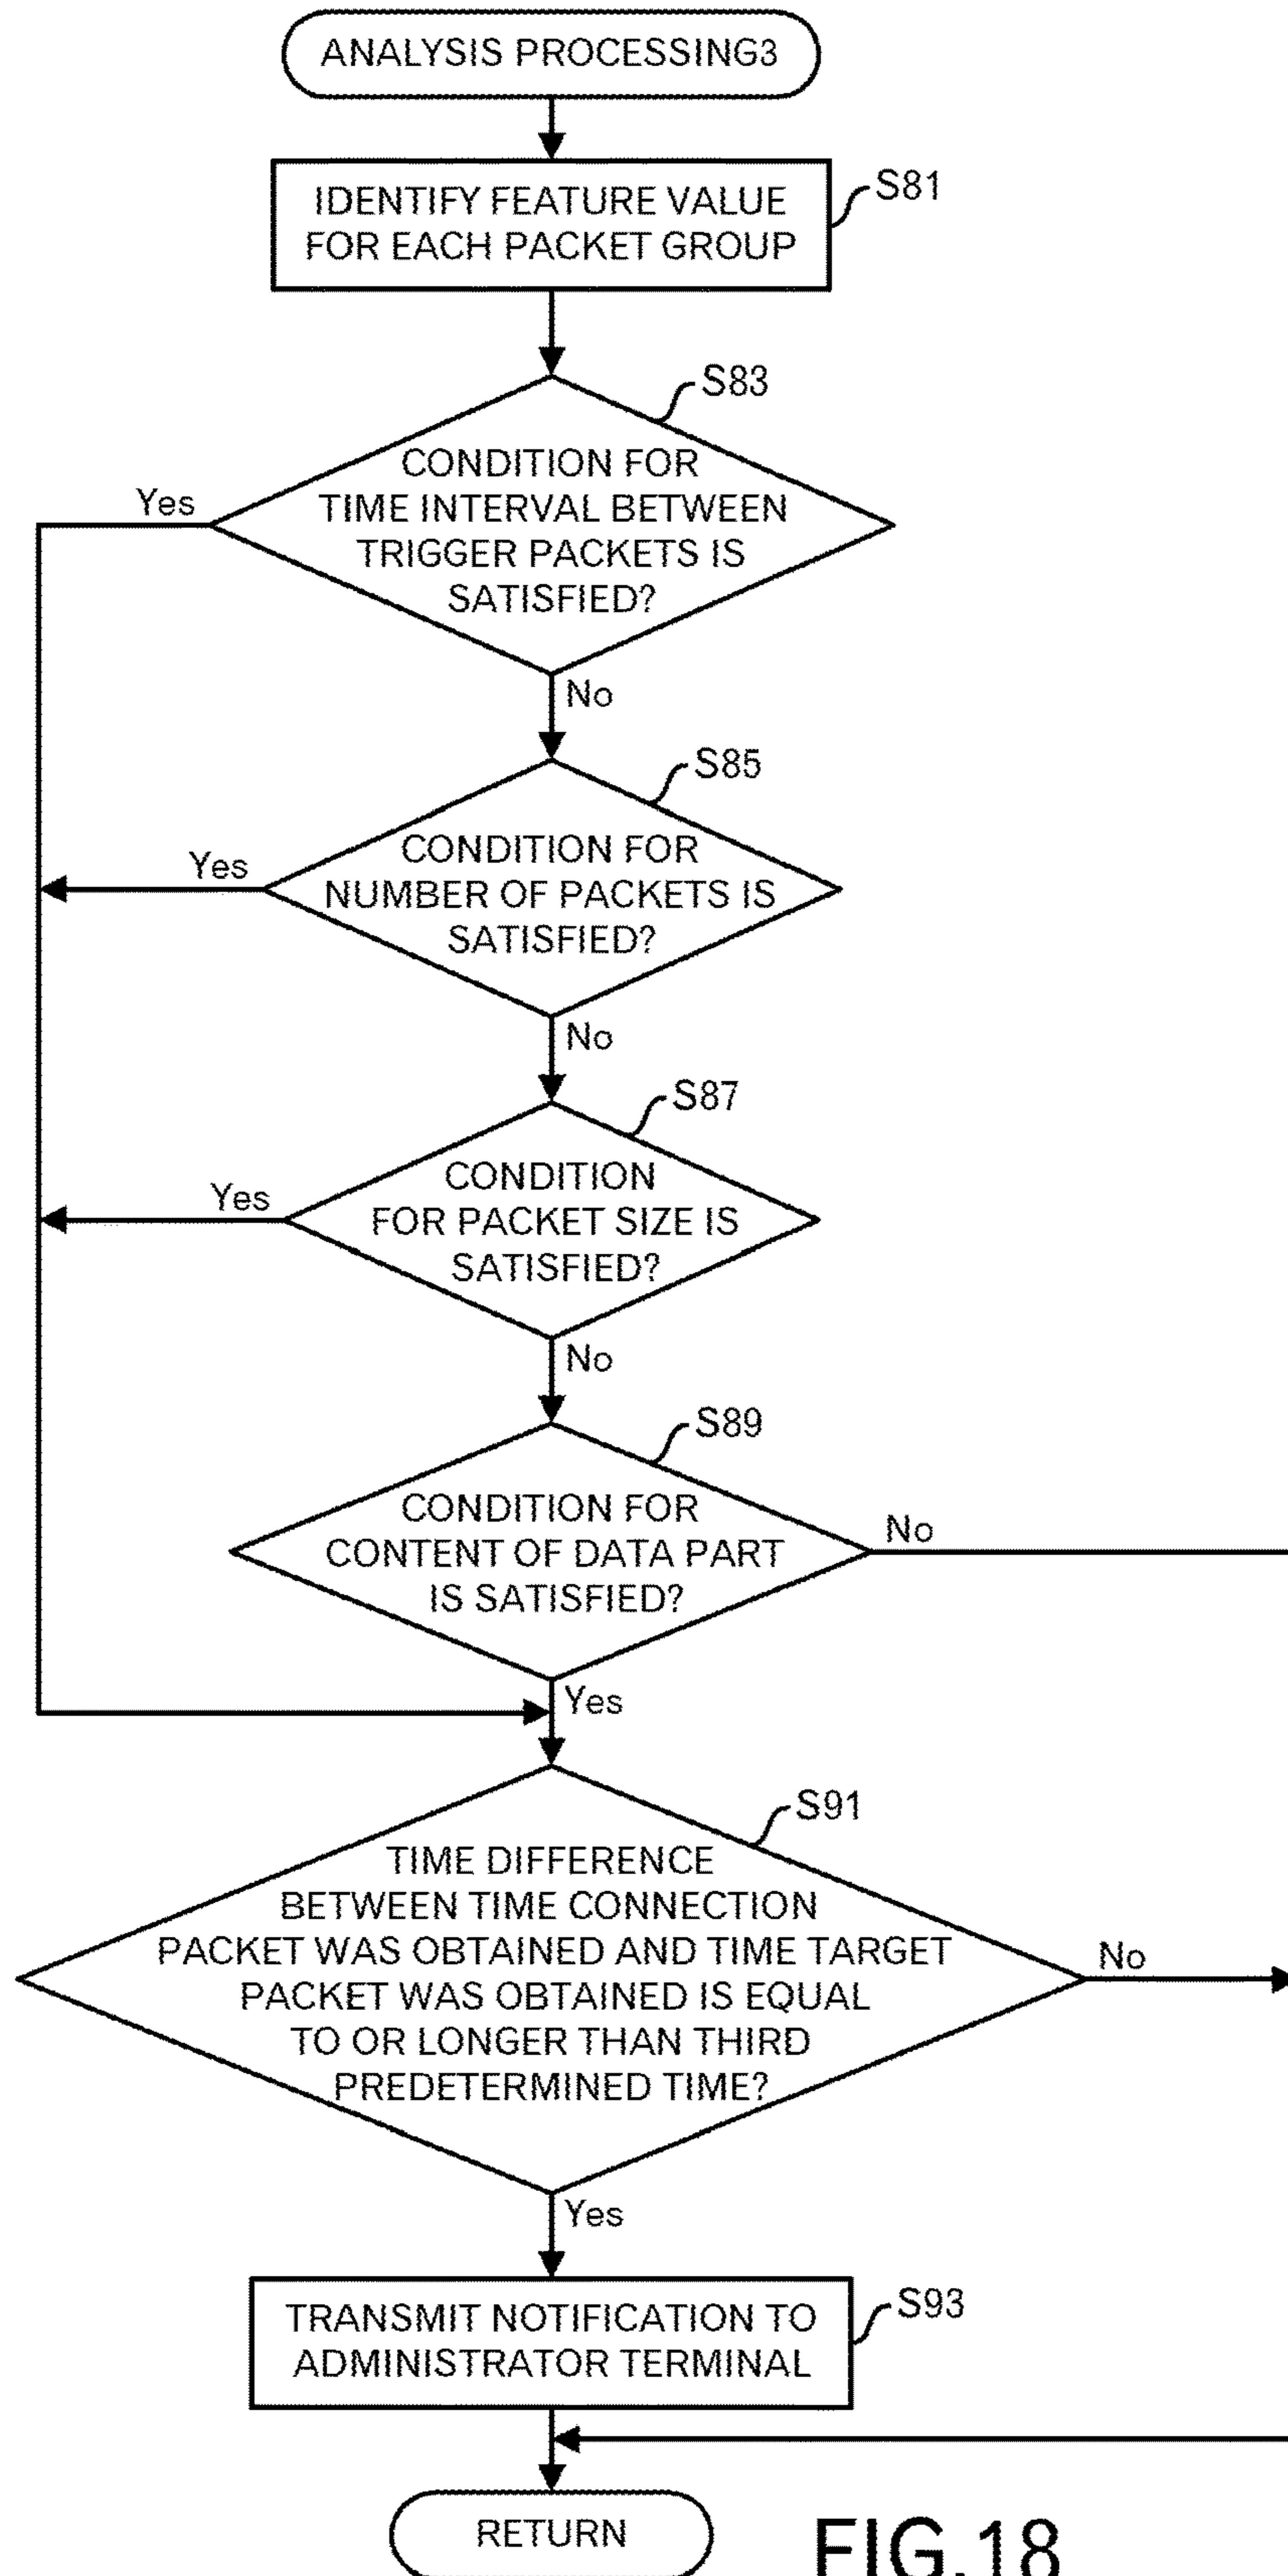 ANALYSIS PROCESSING3
IDENTIFY FEATURE VALUE
FOR EACH PACKET GROUP
S81
S83
CONDITION FOR
TIME INTERVAL BETWEEN
TRIGGER PACKETS IS
SATISFIED?
Yes
No
S85
CONDITION FOR
NUMBER OF PACKETS IS
SATISFIED?
Yes
No
S87
CONDITION
FOR PACKET SIZE IS
SATISFIED?
Yes
No
S89
CONDITION FOR
CONTENT OF DATA PART
IS SATISFIED?
No
Yes
S91
TIME DIFFERENCE
BETWEEN TIME CONNECTION
PACKET WAS OBTAINED AND TIME TARGET
PACKET WAS OBTAINED IS EQUAL
TO OR LONGER THAN THIRD
PREDETERMINED TIME?
No
Yes
TRANSMIT NOTIFICATION TO
ADMINISTRATOR TERMINAL
S93
RETURN
FIG.18